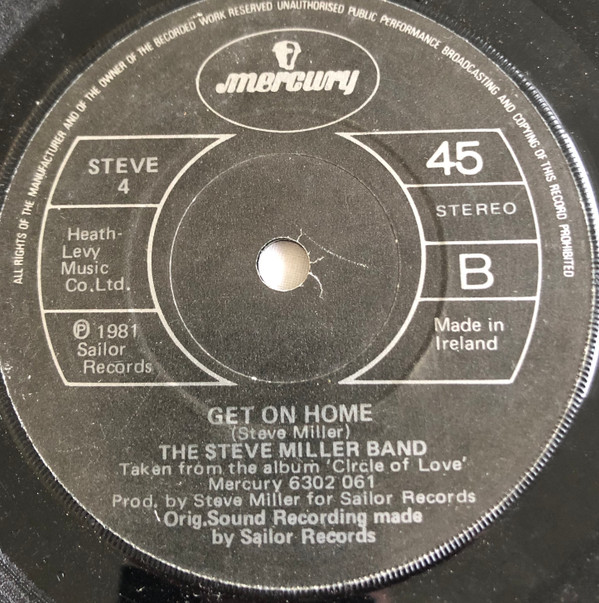 ALL RIGHTS OF THE MANUFACTURER AND OF THE OWNER OF THE RECORDED WORK RESERVED UNAUTHORISED PUBLIC PERFORMANCE BROADCASTING AND COPYING OF THIS RECORD PROHIBITED
mercury
STEVE
4
Heath-
Levy
Music
Co.Ltd.
℗ 1981
Sailor
Records
45
STEREO
B
Made in
Ireland
GET ON HOME
(Steve Miller)
THE STEVE MILLER BAND
Taken from the album 'Circle of Love'
Mercury 6302 061
Prod. by Steve Miller for Sailor Records
Orig.Sound Recording made
by Sailor Records